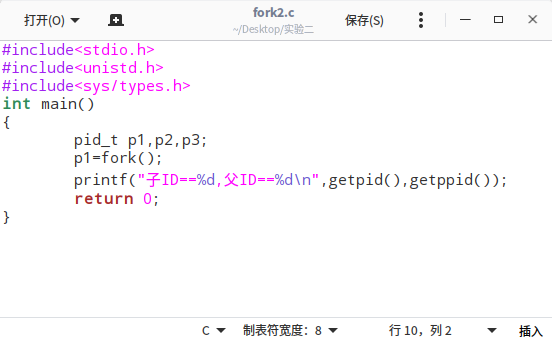 打开(O)
fork2.c
~/Desktop/实验二
保存(S)
#include<stdio.h>
#include<unistd.h>
#include<sys/types.h>
int main()
{
        pid_t p1,p2,p3;
        p1=fork();
        printf("子ID==%d,父ID==%d\n",getpid(),getppid());
        return 0;
}
C 制表符宽度：8 行 10，列 2 插入